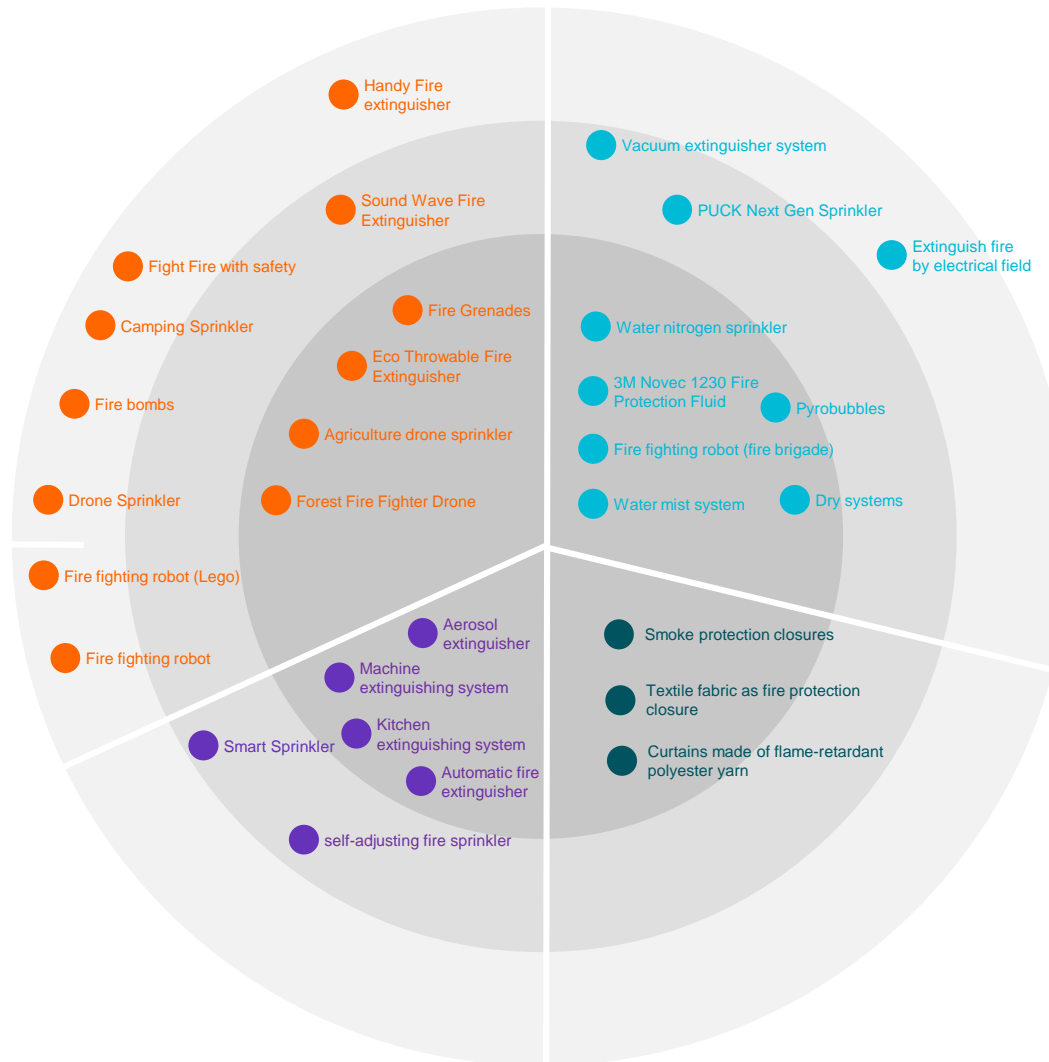 Handy Fire
extinguisher
Sound Wave Fire
Extinguisher
Fight Fire with safety
Camping Sprinkler
Fire Grenades
Eco Throwable Fire
Extinguisher
Fire bombs
Agriculture drone sprinkler
Drone Sprinkler
Forest Fire Fighter Drone
Fire fighting robot (Lego)
Fire fighting robot
Vacuum extinguisher system
PUCK Next Gen Sprinkler
Extinguish fire
by electrical field
Water nitrogen sprinkler
3M Novec 1230 Fire
Protection Fluid
Pyrobubbles
Fire fighting robot (fire brigade)
Water mist system
Dry systems
Aerosol
extinguisher
Machine
extinguishing system
Kitchen
extinguishing system
Smart Sprinkler
Automatic fire
extinguisher
self-adjusting fire sprinkler
Smoke protection closures
Textile fabric as fire protection
closure
Curtains made of flame-retardant
polyester yarn